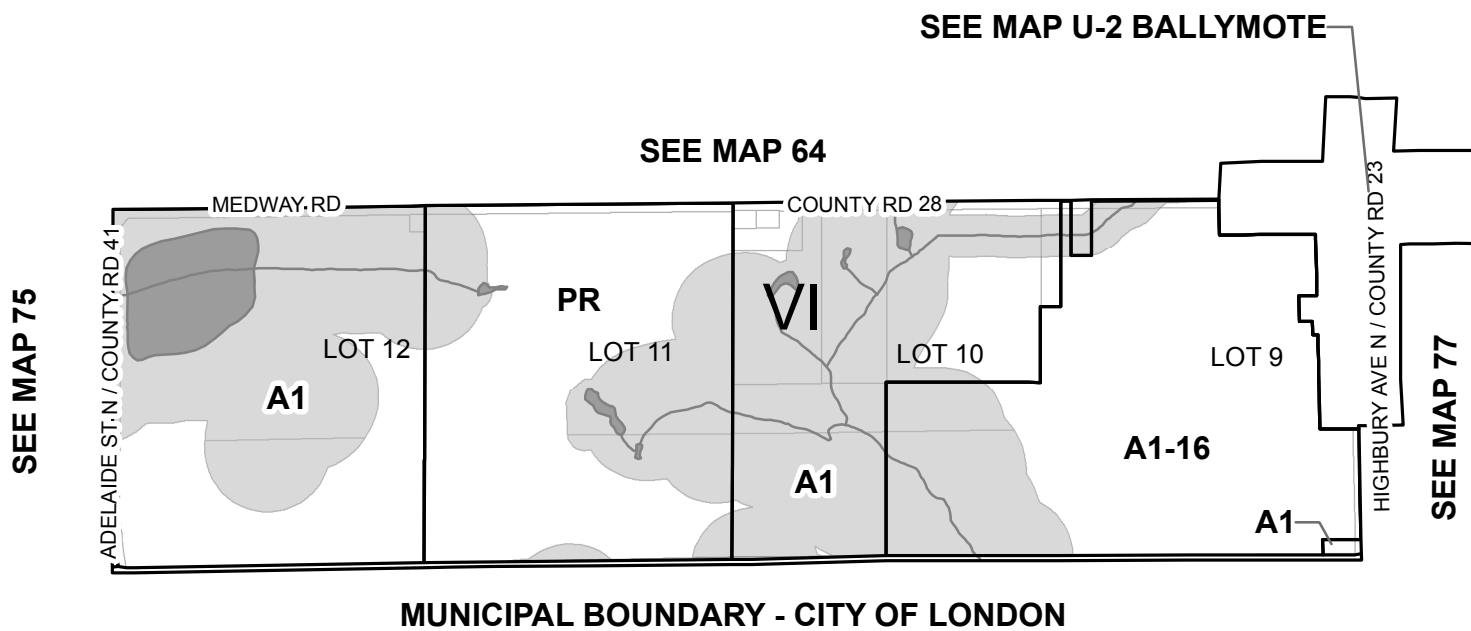 SEE MAP U-2 BALLYMOTE
SEE MAP 64
MEDWAY RD
COUNTY RD 28
HIGHBURY AVE N / COUNTY RD 23
ADELAIDE ST N / COUNTY RD 41
SEE MAP 75
PR
VI
LOT 12
LOT 11
LOT 10
LOT 9
A1
A1-16
A1
A1
SEE MAP 77
MUNICIPAL BOUNDARY - CITY OF LONDON